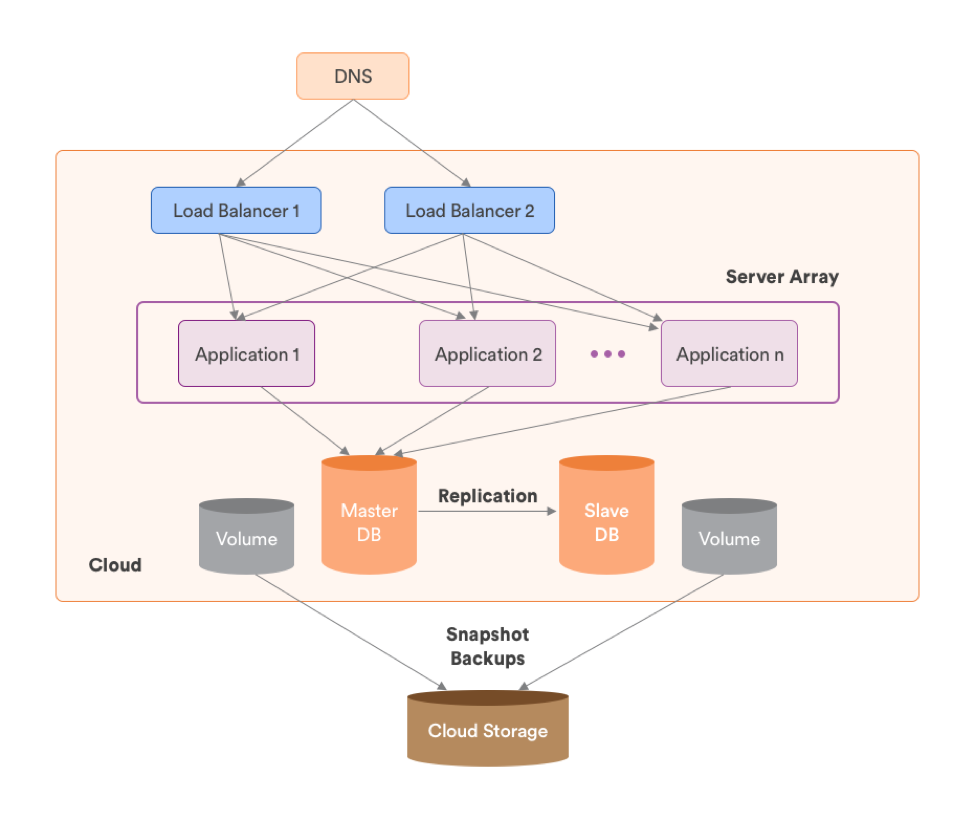 DNS
Load Balancer 1
Load Balancer 2
Server Array
Application 1
Application 2
Application n
Master
DB
Replication
Slave
DB
Volume
Volume
Cloud
Snapshot
Backups
Cloud Storage